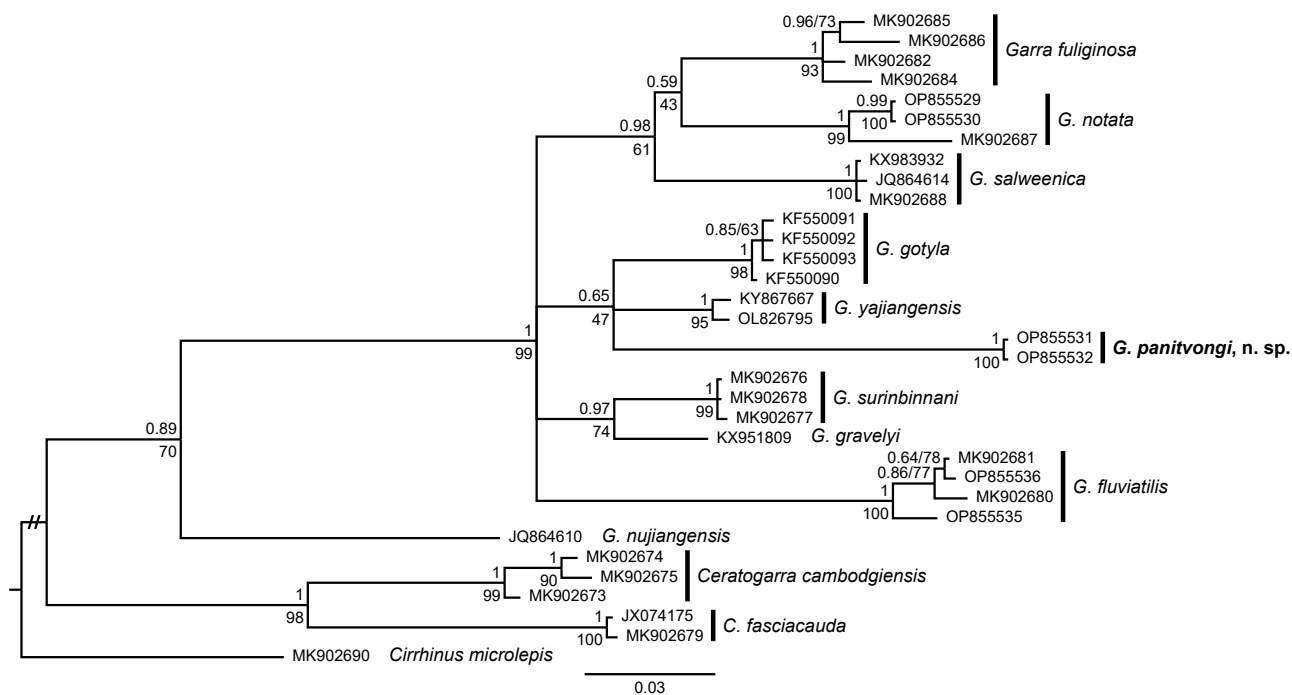 0.96/73
MK902685
MK902686
1
93
MK902682
MK902684
Garra fuliginosa
0.59
43
0.99
100
OP855529
OP855530
1
99
MK902687
G. notata
0.98
61
1
100
KX983932
JQ864614
MK902688
G. salweenica
0.85/63
KF550091
KF550092
KF550093
1
98
KF550090
G. gotyla
0.65
47
1
95
KY867667
OL826795
G. yajiangensis
1
99
1
100
OP855531
OP855532
G. panitvongi, n. sp.
0.97
74
1
99
MK902676
MK902678
MK902677
G. surinbinnani
KX951809 G. gravelyi
0.64/78
0.86/77
MK902681
OP855536
MK902680
1
100
OP855535
G. fluviatilis
0.89
70
JQ864610 G. nujiangensis
1
90
MK902674
MK902675
1
99
MK902673
Ceratogarra cambodgiensis
1
98
1
100
JX074175
MK902679
C. fasciacauda
MK902690 Cirrhinus microlepis
0.03